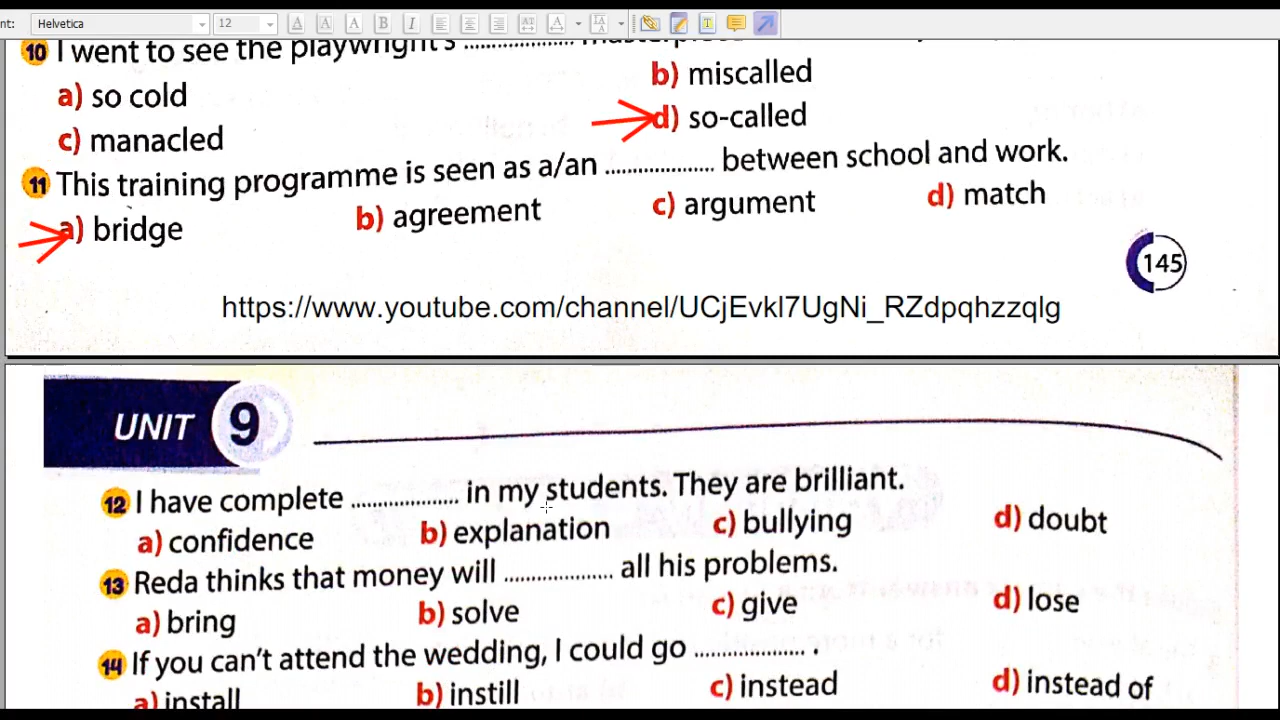 nt: Helvetica 12
10 I went to see the playwright's ....................
a) so cold b) miscalled
c) manacled d) so-called
11 This training programme is seen as a/an .................... between school and work.
a) bridge b) agreement c) argument d) match
145
https://www.youtube.com/channel/UCjEvkl7UgNi_RZdpqhzzqlg
UNIT 9
12 I have complete .................... in my students. They are brilliant.
a) confidence b) explanation c) bullying d) doubt
13 Reda thinks that money will .................... all his problems.
a) bring b) solve c) give d) lose
14 If you can't attend the wedding, I could go .................... .
a) install b) instill c) instead d) instead of